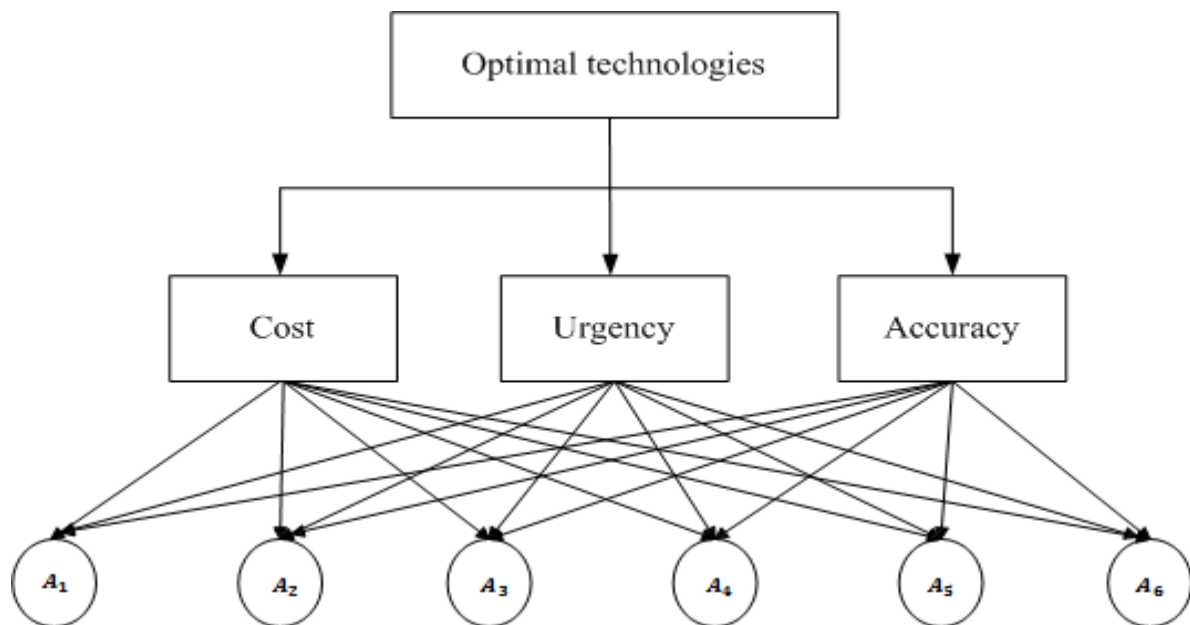 Optimal technologies
Cost
Urgency
Accuracy
A₁
A₂
A₃
A₄
A₅
A₆